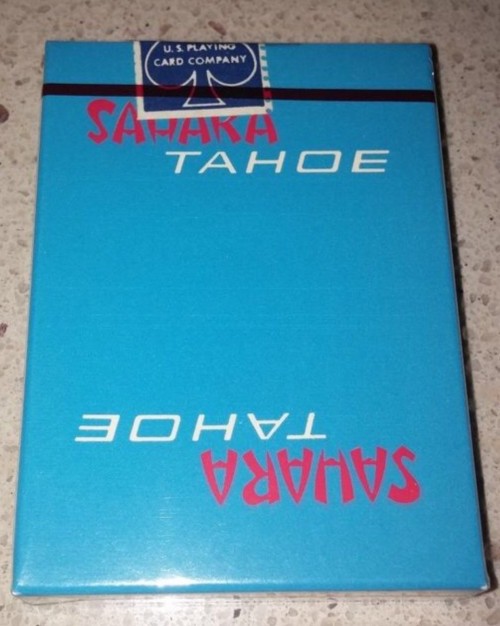 U.S. PLAYING
CARD COMPANY
SAHARA
TAHOE
TAHOE
SAHARA